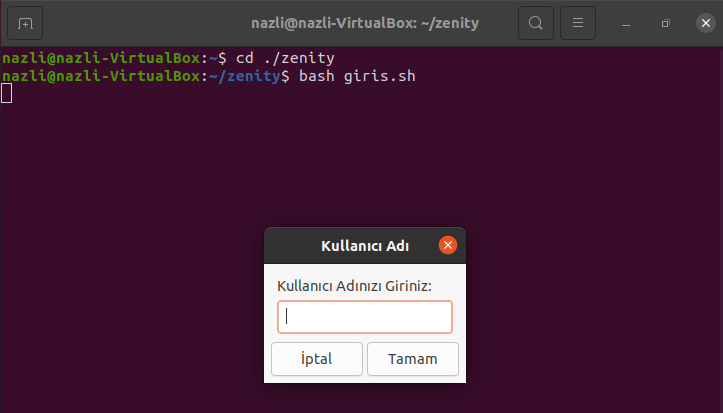 nazli@nazli-VirtualBox: ~/zenity
nazli@nazli-VirtualBox:~$ cd ./zenity
nazli@nazli-VirtualBox:~/zenity$ bash giris.sh
Kullanıcı Adı
Kullanıcı Adınızı Giriniz:
İptal
Tamam